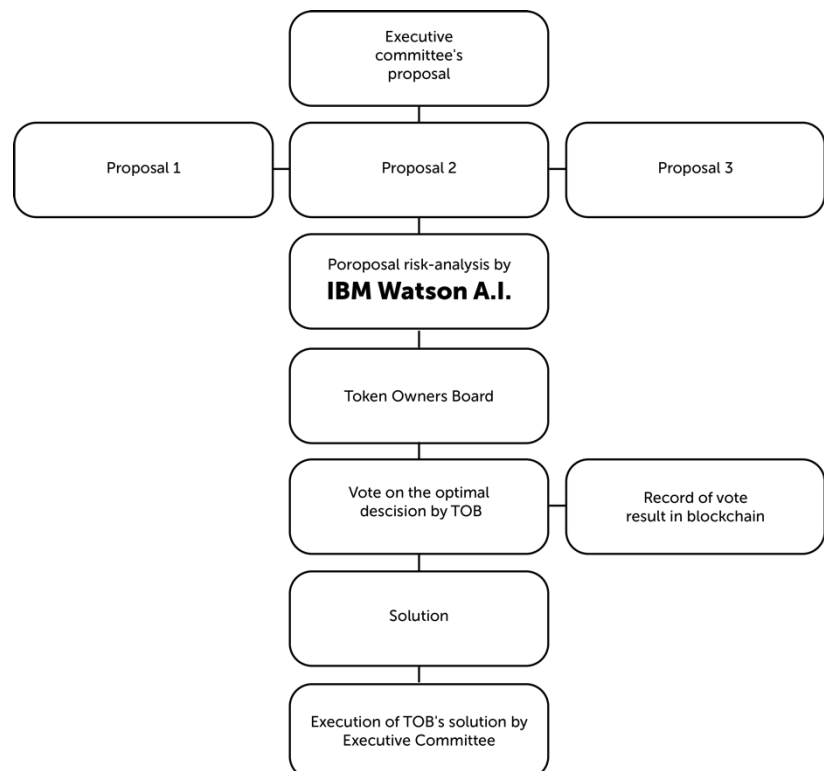 Executive
committee's
proposal
Proposal 1
Proposal 2
Proposal 3
Poroposal risk-analysis by
IBM Watson A.I.
Token Owners Board
Vote on the optimal
descision by TOB
Record of vote
result in blockchain
Solution
Execution of TOB's solution by
Executive Committee